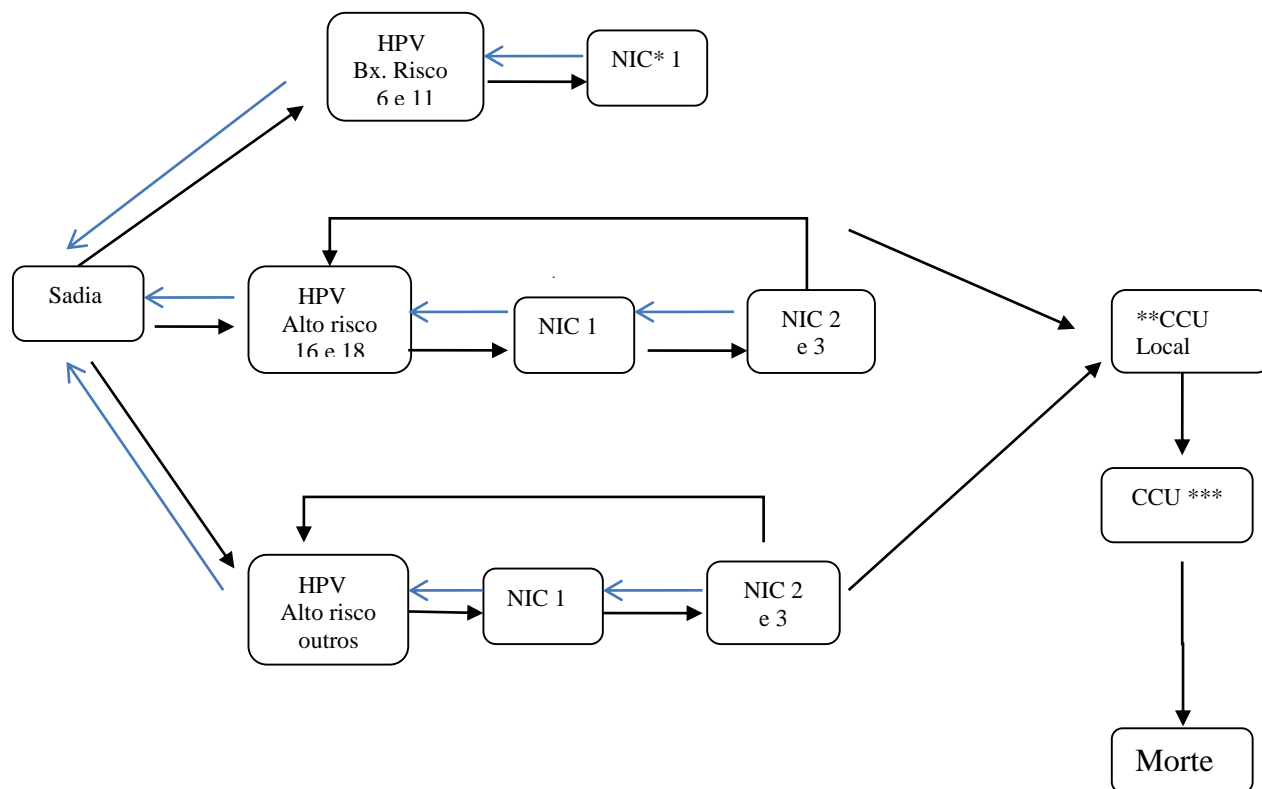 HPV
Bx. Risco
6 e 11
NIC* 1
Sadia
HPV
Alto risco
16 e 18
NIC 1
NIC 2
e 3
**CCU
Local
CCU ***
HPV
Alto risco
outros
NIC 1
NIC 2
e 3
Morte